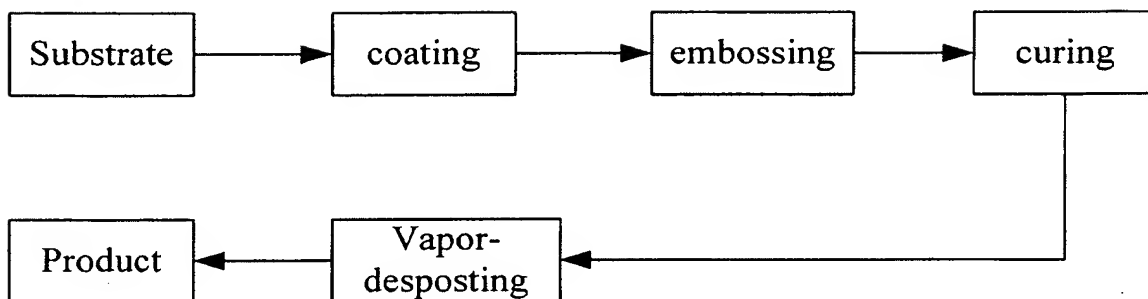 Substrate
coating
embossing
curing
Vapor-
desposting
Product